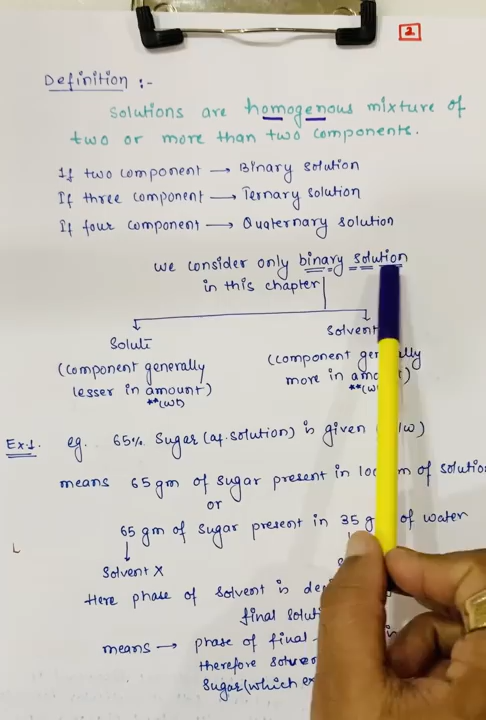 2
Definition :-
Solutions are homogenous mixture of
two or more than two components.
If two component → Binary solution
If three component → Ternary solution
If four component → Quaternary solution
we consider only binary solution
in this chapter
Solute Solvent
(component generally (component generally
lesser in amount) more in amount)
**(wt) **(w
Ex.1. eg. 65% Sugar (aq. solution) is given /w)
means 65 gm of sugar present in 100 gm of solution
or
65 gm of sugar present in 35 g of water
Solvent X
Here phase of solvent is
final
means → phase of final
therefore
Sugar (which